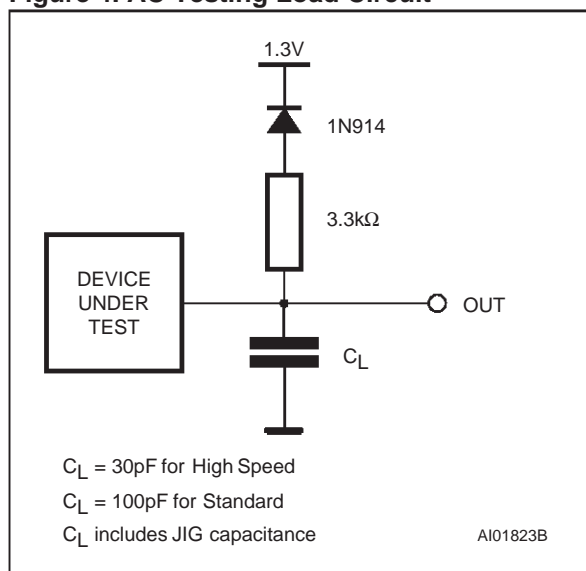 Figure 4. AC Testing Load Circuit
1.3V
1N914
3.3kΩ
DEVICE
UNDER
TEST
OUT
CL
CL = 30pF for High Speed
CL = 100pF for Standard
CL includes JIG capacitance
AI01823B